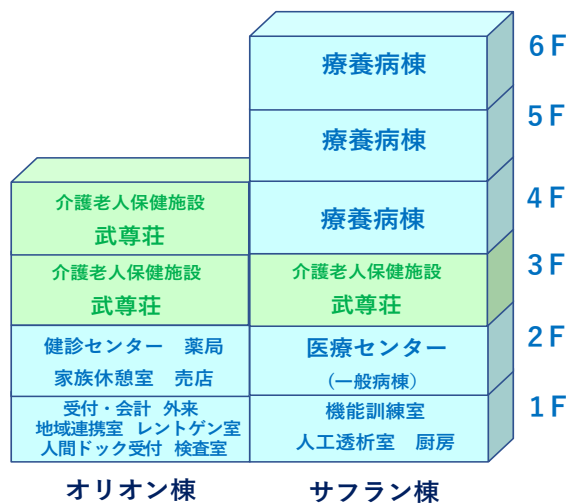 療養病棟
6F
療養病棟
5F
介護老人保健施設
武尊荘
療養病棟
4F
介護老人保健施設
武尊荘
介護老人保健施設
武尊荘
3F
健診センター 薬局
家族休憩室 売店
医療センター
(一般病棟)
2F
受付・会計 外来
地域連携室 レントゲン室
人間ドック受付 検査室
機能訓練室
人工透析室 厨房
1F
オリオン棟
サフラン棟